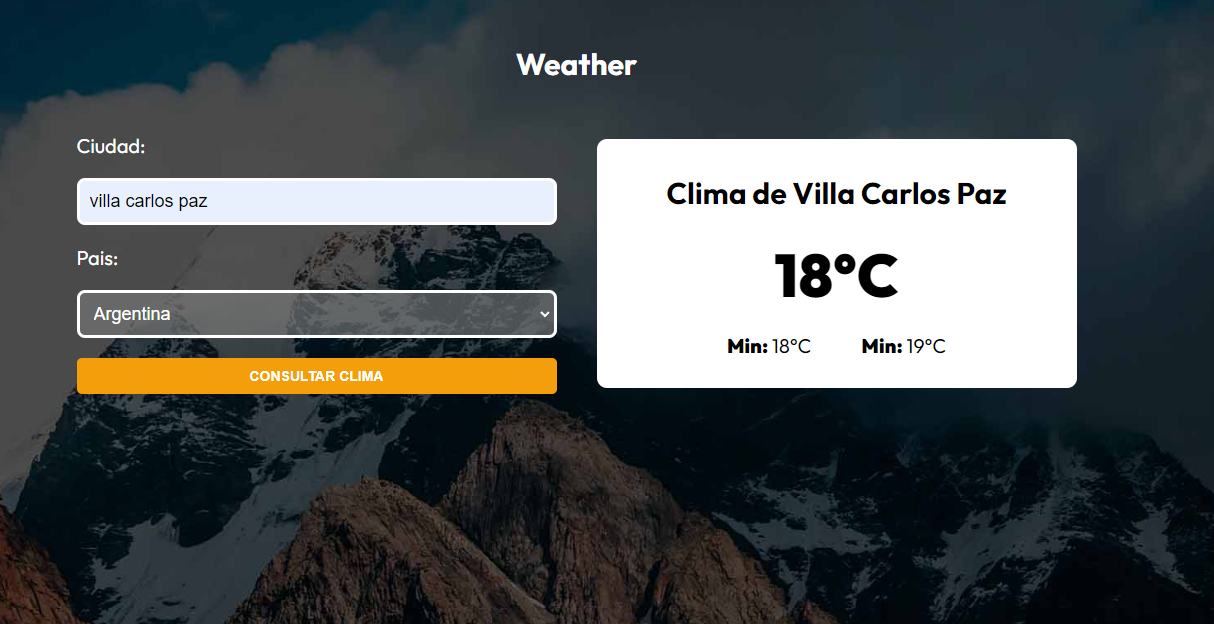 Weather
Ciudad:
villa carlos paz
Pais:
Argentina
CONSULTAR CLIMA
Clima de Villa Carlos Paz
18°C
Min: 18°C Min: 19°C